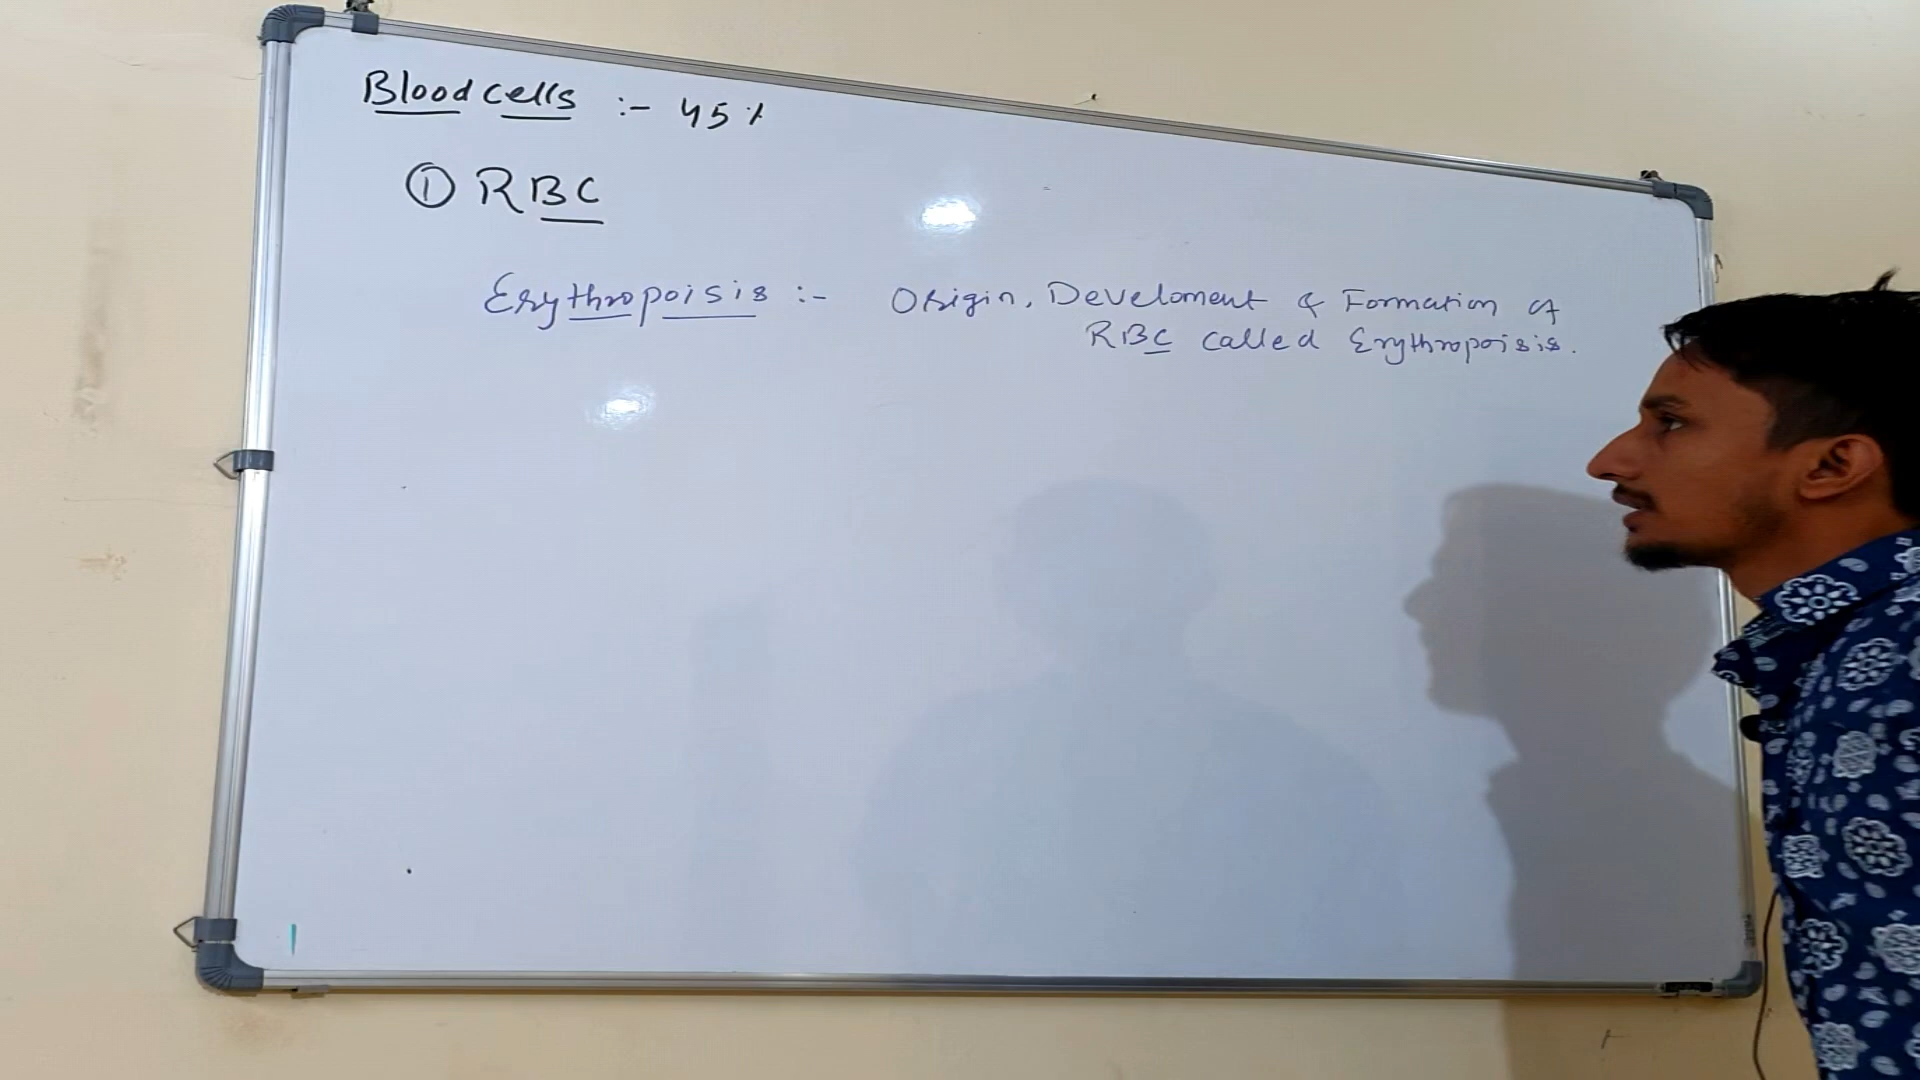 Blood cells :- 45%
① RBC
Erythropoisis :- Origin, Develoment & Formation of
RBC called Erythropoisis.